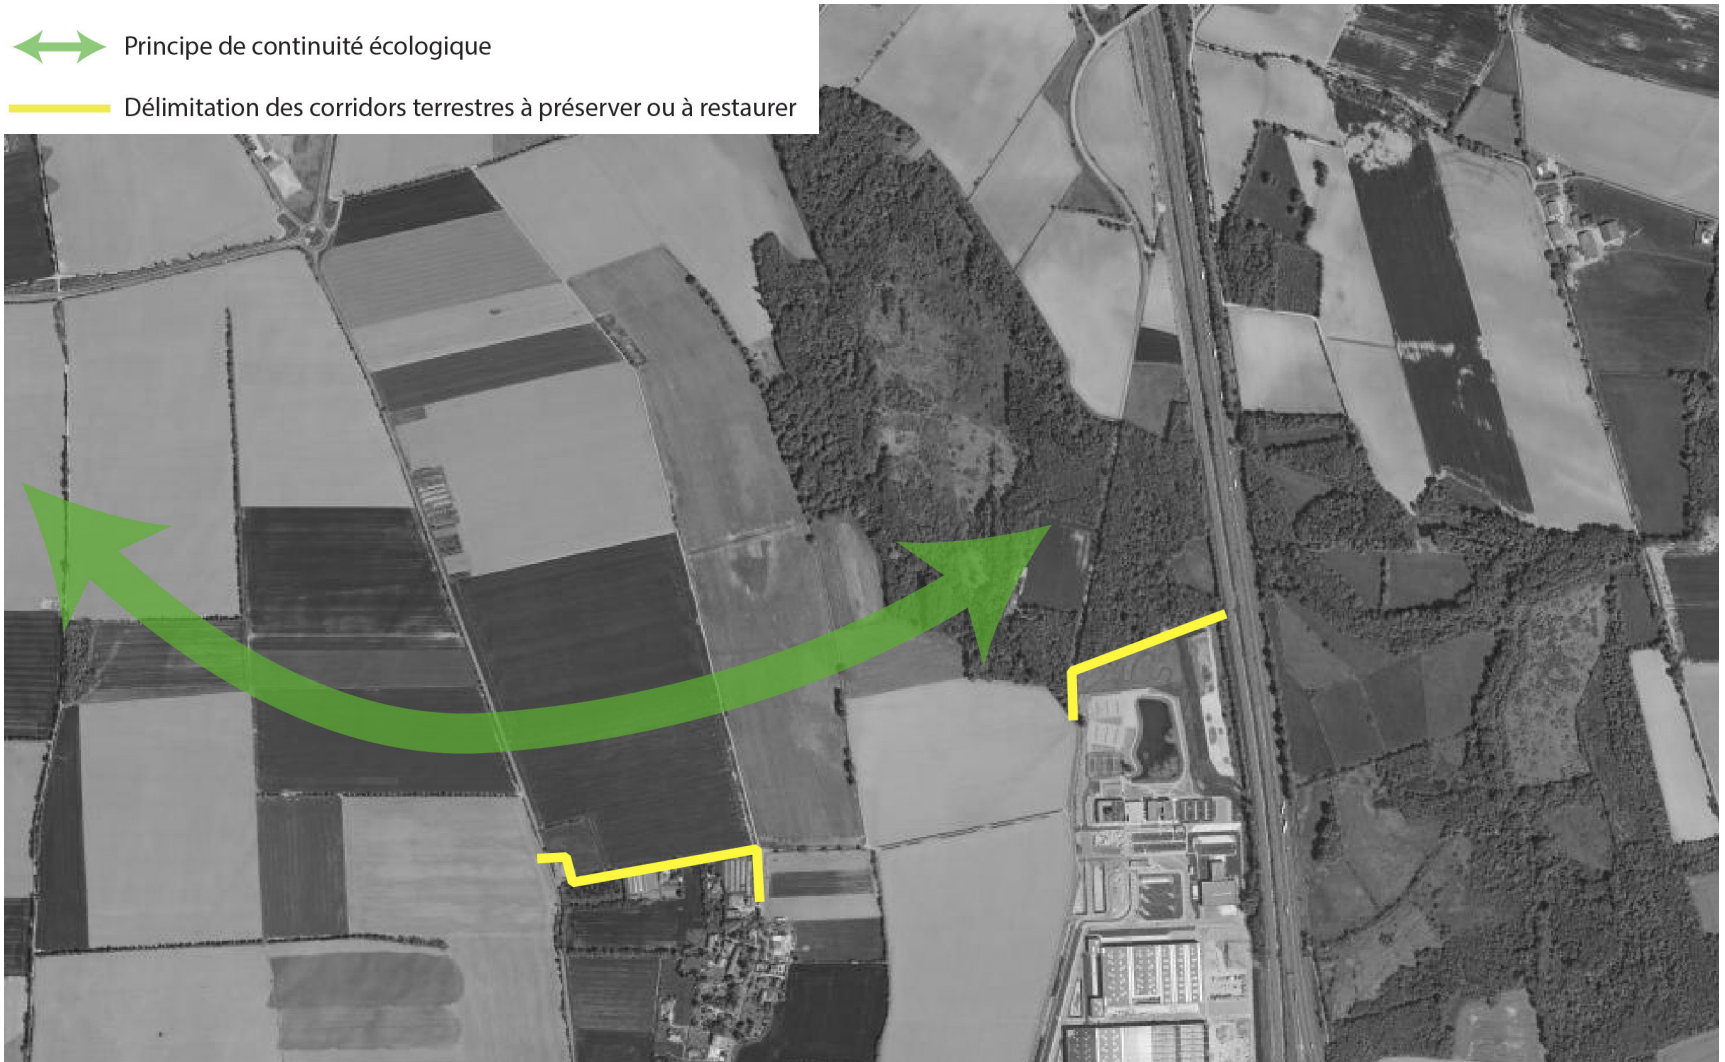 Principe de continuité écologique
Délimitation des corridors terrestres à préserver ou à restaurer